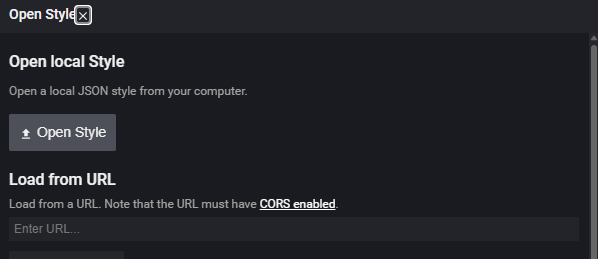 Open Style
Open local Style
Open a local JSON style from your computer.
Open Style
Load from URL
Load from a URL. Note that the URL must have CORS enabled.
Enter URL...